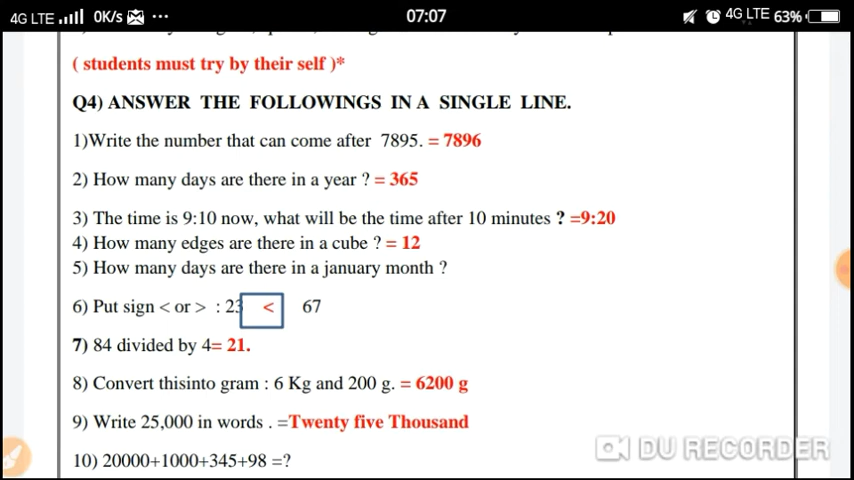 4G LTE 0K/s ... 07:07 4G LTE 63%
( students must try by their self )*
Q4) ANSWER THE FOLLOWINGS IN A SINGLE LINE.
1)Write the number that can come after 7895. = 7896
2) How many days are there in a year ? = 365
3) The time is 9:10 now, what will be the time after 10 minutes ? =9:20
4) How many edges are there in a cube ? = 12
5) How many days are there in a january month ?
6) Put sign < or > : 23 < 67
7) 84 divided by 4= 21.
8) Convert thisinto gram : 6 Kg and 200 g. = 6200 g
9) Write 25,000 in words . =Twenty five Thousand
DU RECORDER
10) 20000+1000+345+98 =?